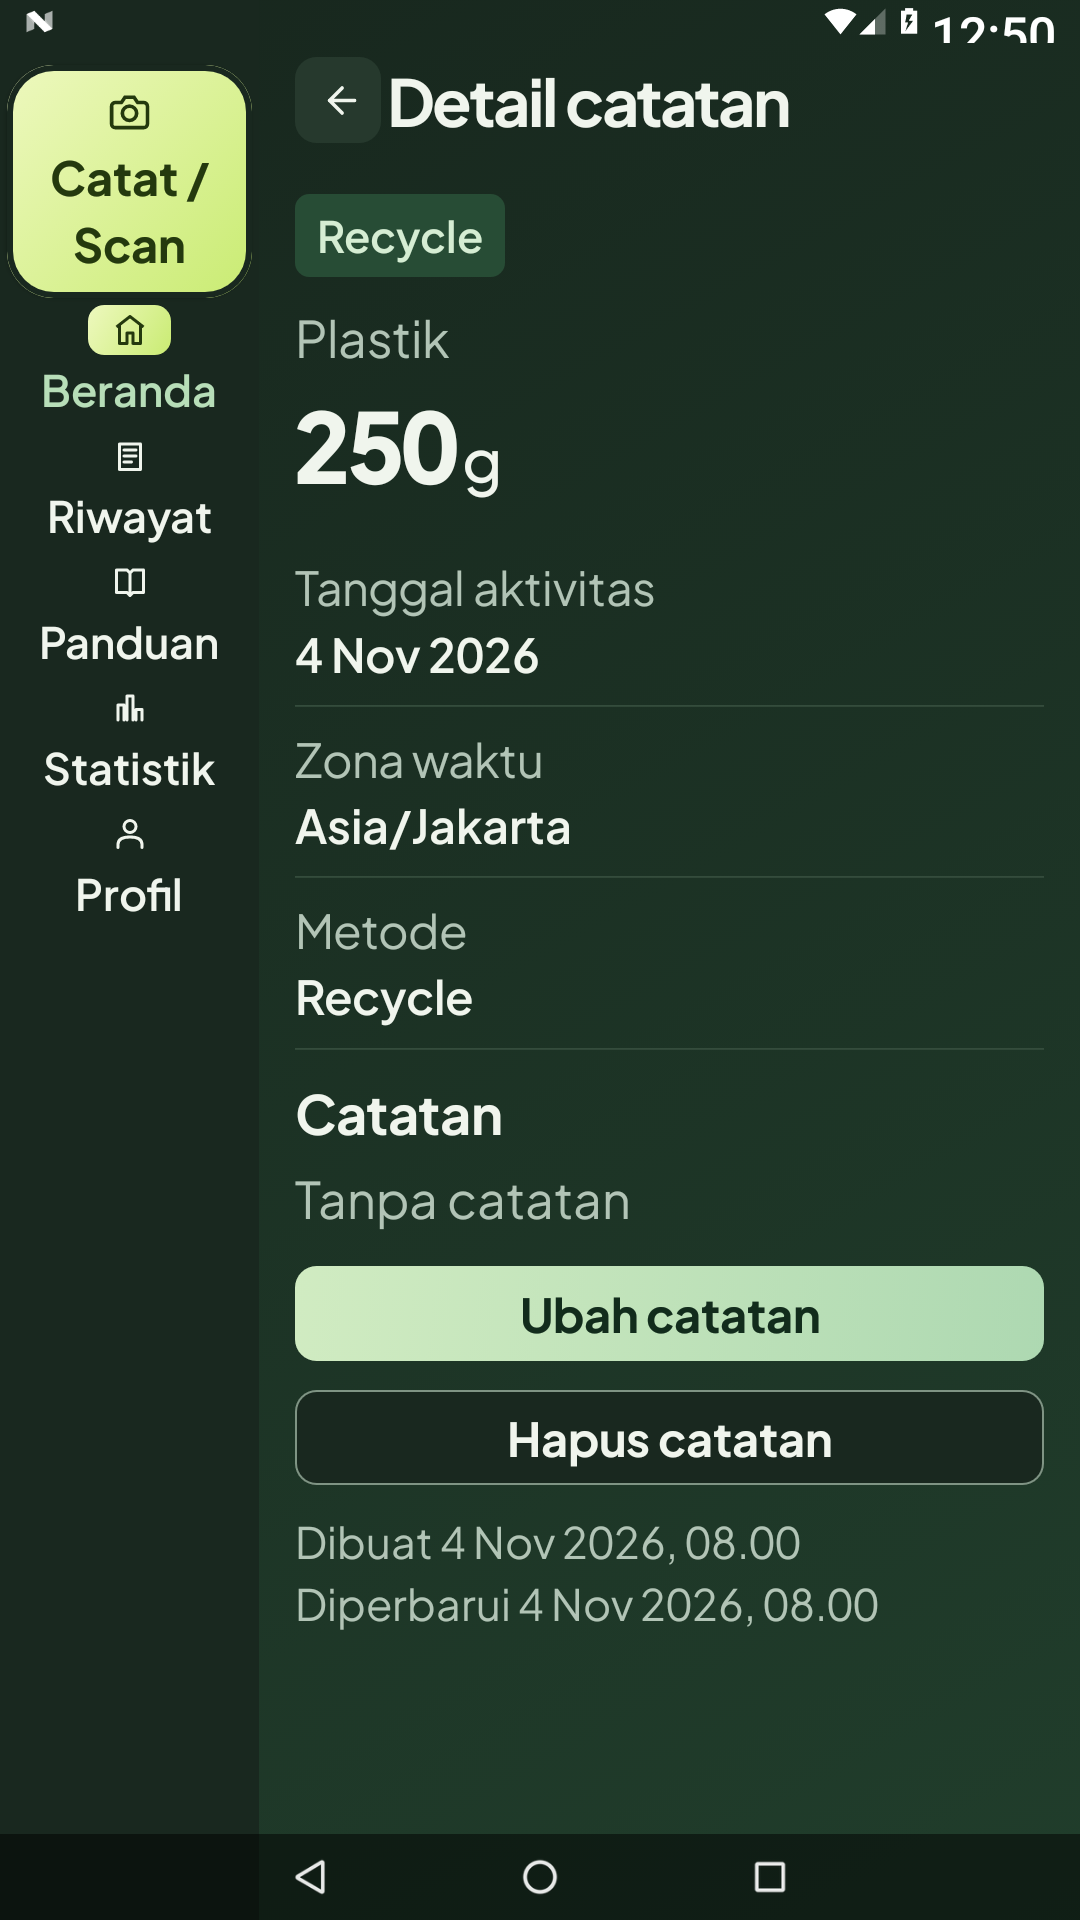 12:50
Catat /
Scan
Beranda
Riwayat
Panduan
Statistik
Profil
Detail catatan
Recycle
Plastik
250 g
Tanggal aktivitas
4 Nov 2026
Zona waktu
Asia/Jakarta
Metode
Recycle
Catatan
Tanpa catatan
Ubah catatan
Hapus catatan
Dibuat 4 Nov 2026, 08.00
Diperbarui 4 Nov 2026, 08.00